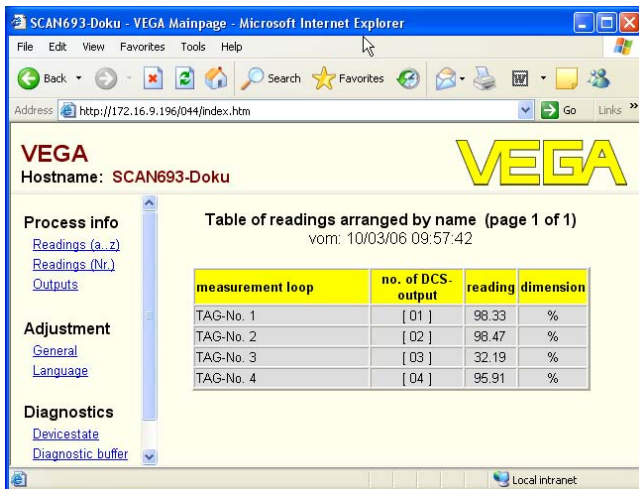 SCAN693-Doku - VEGA Mainpage - Microsoft Internet Explorer
File Edit View Favorites Tools Help
Back Search Favorites
Address http://172.16.9.196/044/index.htm Go Links »
VEGA
Hostname: SCAN693-Doku
VEGA
Process info
Readings (a..z)
Readings (Nr.)
Outputs
Adjustment
General
Language
Diagnostics
Devicestate
Diagnostic buffer
Table of readings arranged by name (page 1 of 1)
vom: 10/03/06 09:57:42
measurement loop no. of DCS-output reading dimension
TAG-No. 1 [ 01 ] 98.33 %
TAG-No. 2 [ 02 ] 98.47 %
TAG-No. 3 [ 03 ] 32.19 %
TAG-No. 4 [ 04 ] 95.91 %
Local intranet